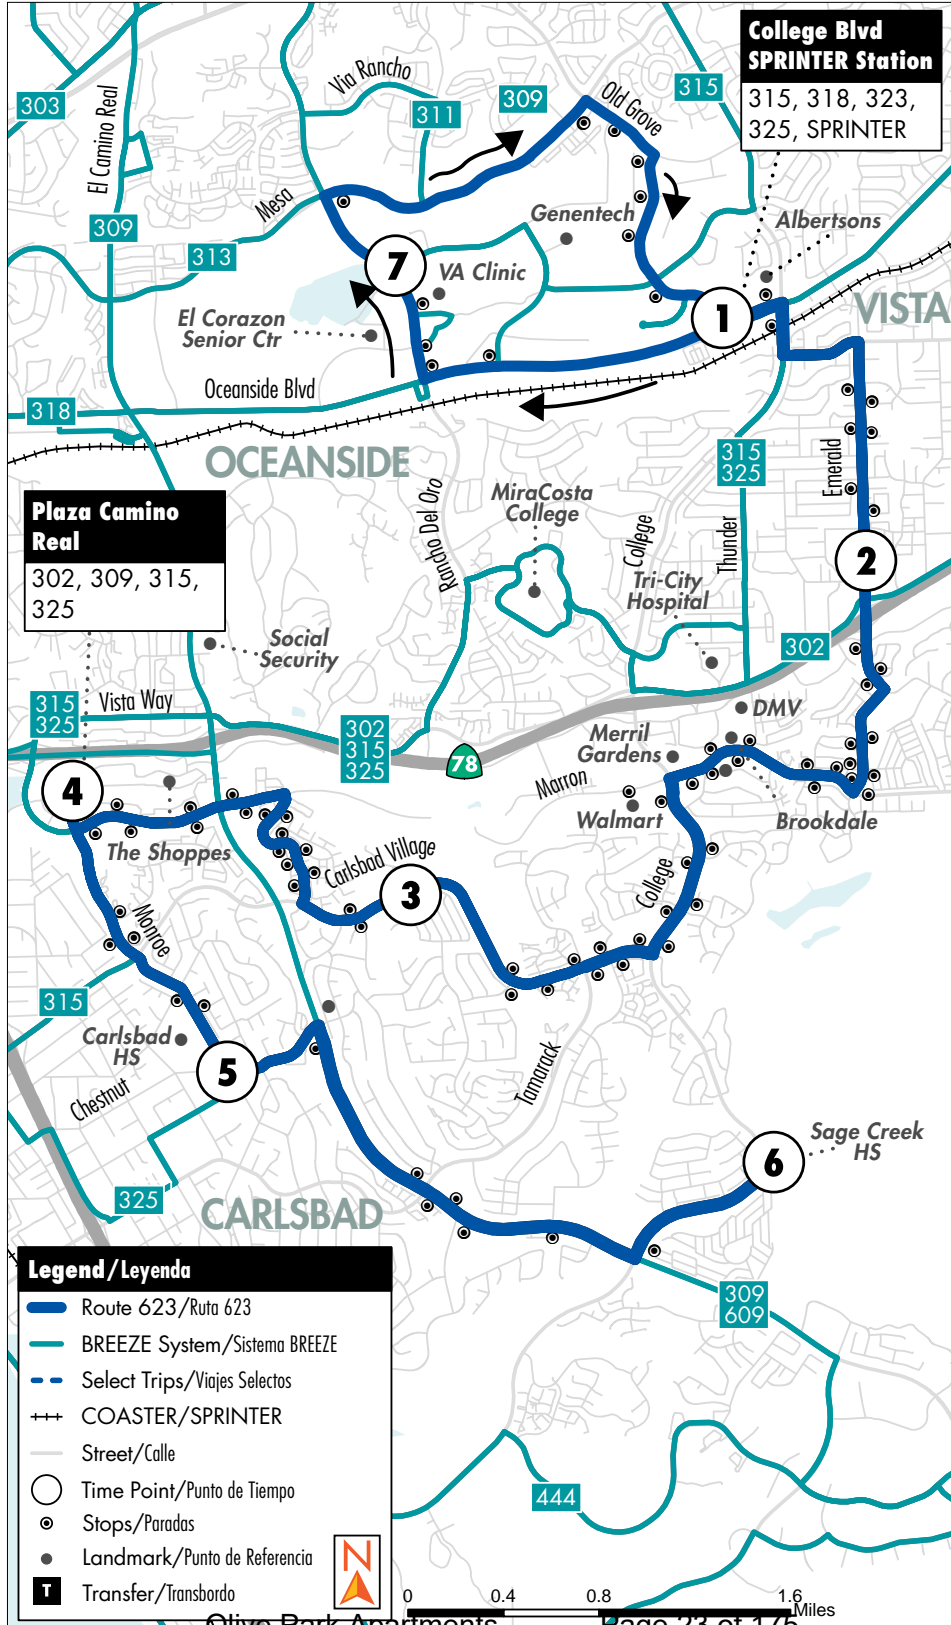 College Blvd
SPRINTER Station
315, 318, 323,
325, SPRINTER
303
El Camino Real
Via Rancho
311
309
Old Grove
315
Mesa
309
313
Genentech
Albertsons
7
VA Clinic
1
VISTA
El Corazon
Senior Ctr
Oceanside Blvd
318
OCEANSIDE
315
325
Emerald
Plaza Camino
Real
302, 309, 315,
325
Rancho Del Oro
MiraCosta
College
College
Thunder
2
Tri-City
Hospital
Social
Security
302
315
325
Vista Way
302
315
325
78
DMV
Merril
Gardens
Marron
4
Walmart
Brookdale
The Shoppes
Carlsbad Village
3
College
Monroe
315
Carlsbad
HS
5
Chestnut
Tamarack
Sage Creek
HS
6
325
CARLSBAD
309
609
444
Legend/Leyenda
Route 623/Ruta 623
BREEZE System/Sistema BREEZE
Select Trips/Viajes Selectos
COASTER/SPRINTER
Street/Calle
Time Point/Punto de Tiempo
Stops/Paradas
Landmark/Punto de Referencia
T Transfer/Transbordo
N
0 0.4 0.8 1.6 Miles
Olive Park Apartments Page 23 of 175